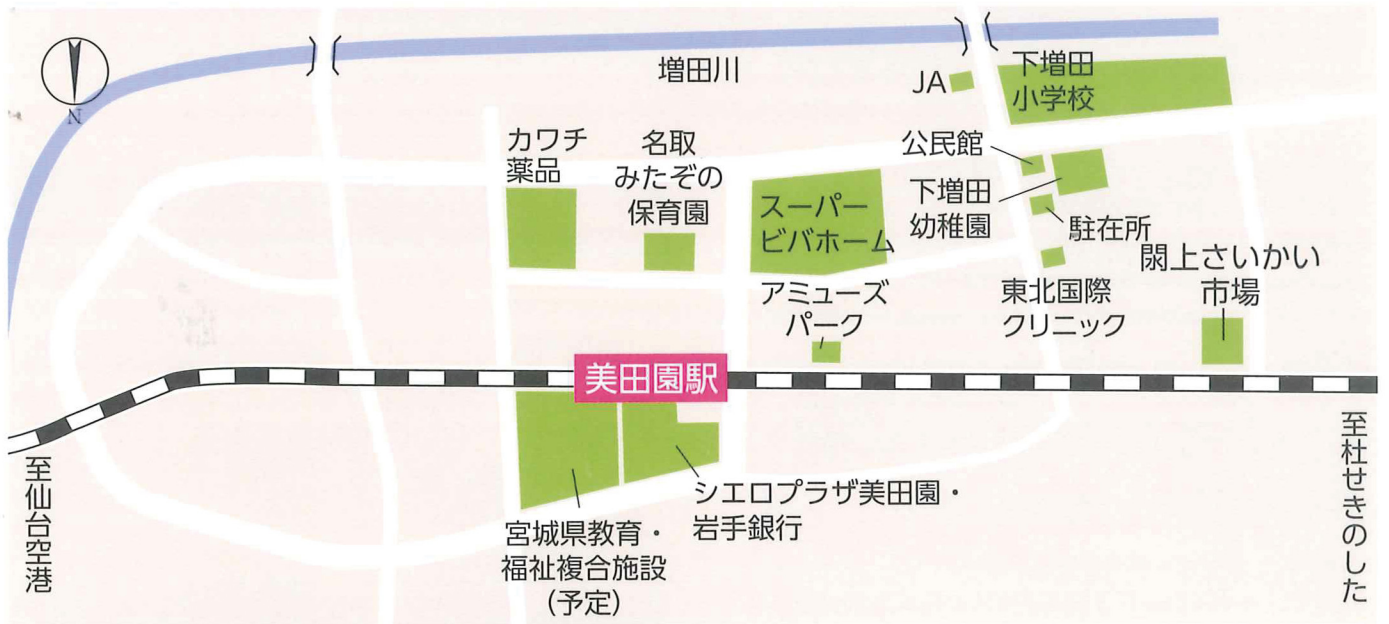 増田川
JA
下増田
小学校
N
カワチ
薬品
名取
みたぞの
保育園
公民館
下増田
幼稚園
スーパー
ビバホーム
駐在所
閖上さいかい
市場
アミューズ
パーク
東北国際
クリニック
美田園駅
至仙台空港
至杜せきのした
シエロプラザ美田園・
岩手銀行
宮城県教育・
福祉複合施設
(予定)